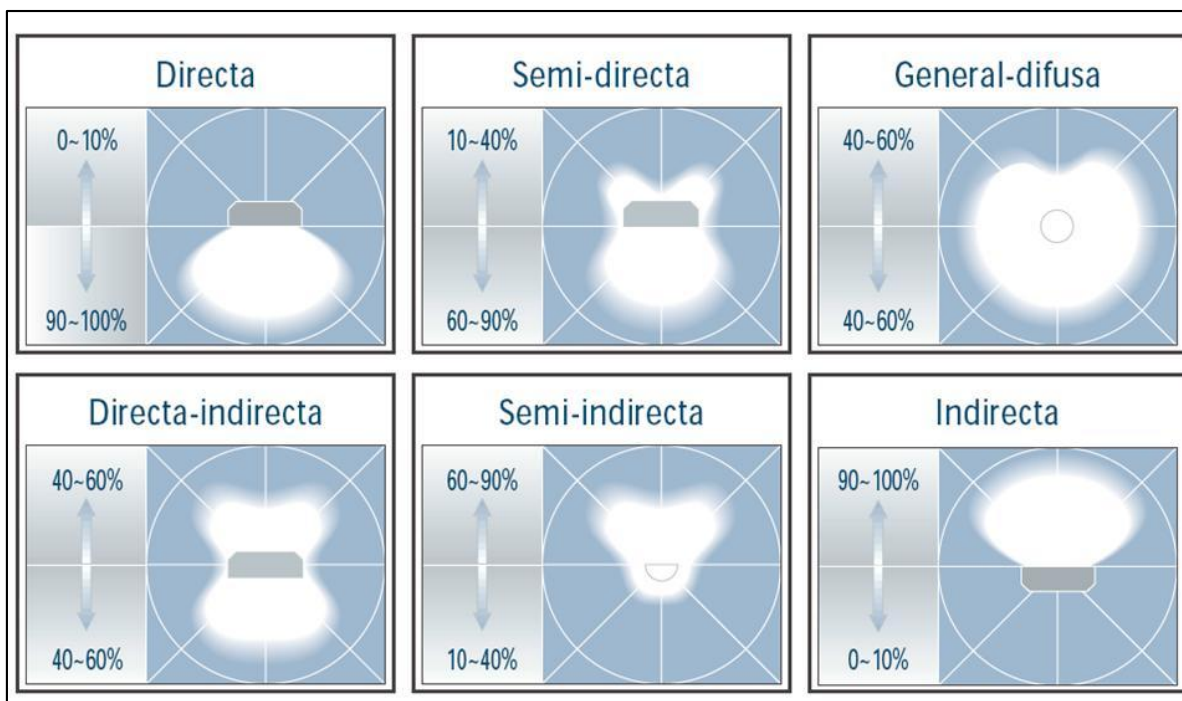 Directa
0~10%
90~100%
Semi-directa
10~40%
60~90%
General-difusa
40~60%
40~60%
Directa-indirecta
40~60%
40~60%
Semi-indirecta
60~90%
10~40%
Indirecta
90~100%
0~10%